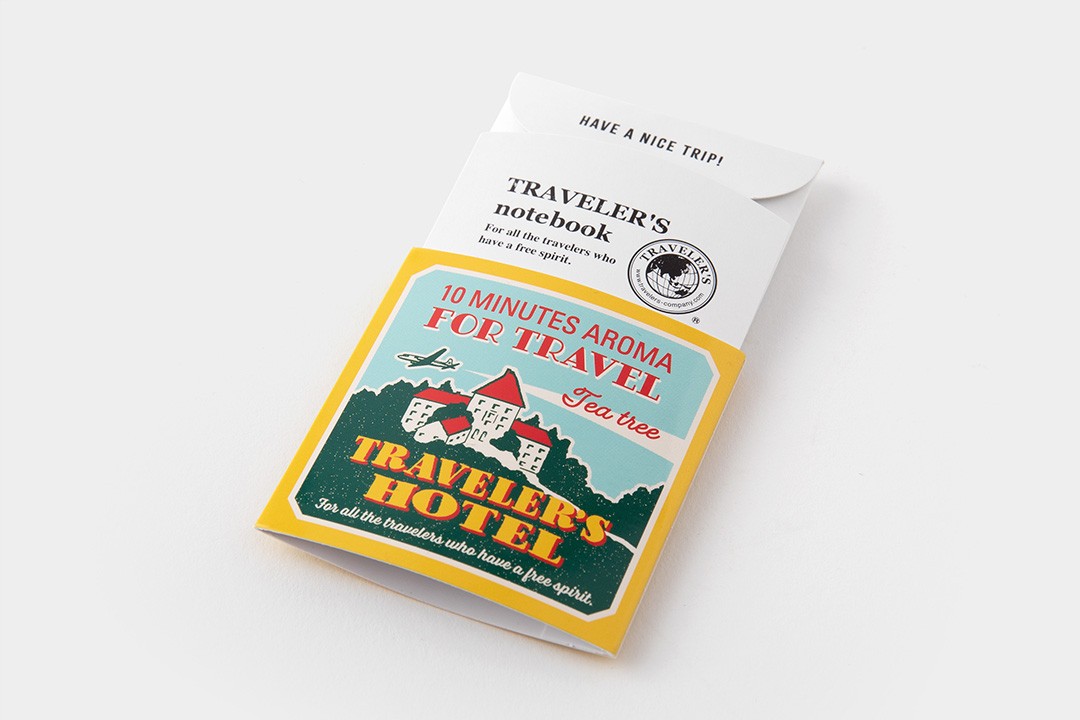 HAVE A NICE TRIP!
TRAVELER'S
notebook
For all the travelers who
have a free spirit.
TRAVELER'S
www.travelers-company.com
®
10 MINUTES AROMA
FOR TRAVEL
Tea tree
TRAVELER'S
HOTEL
For all the travelers who have a free spirit.